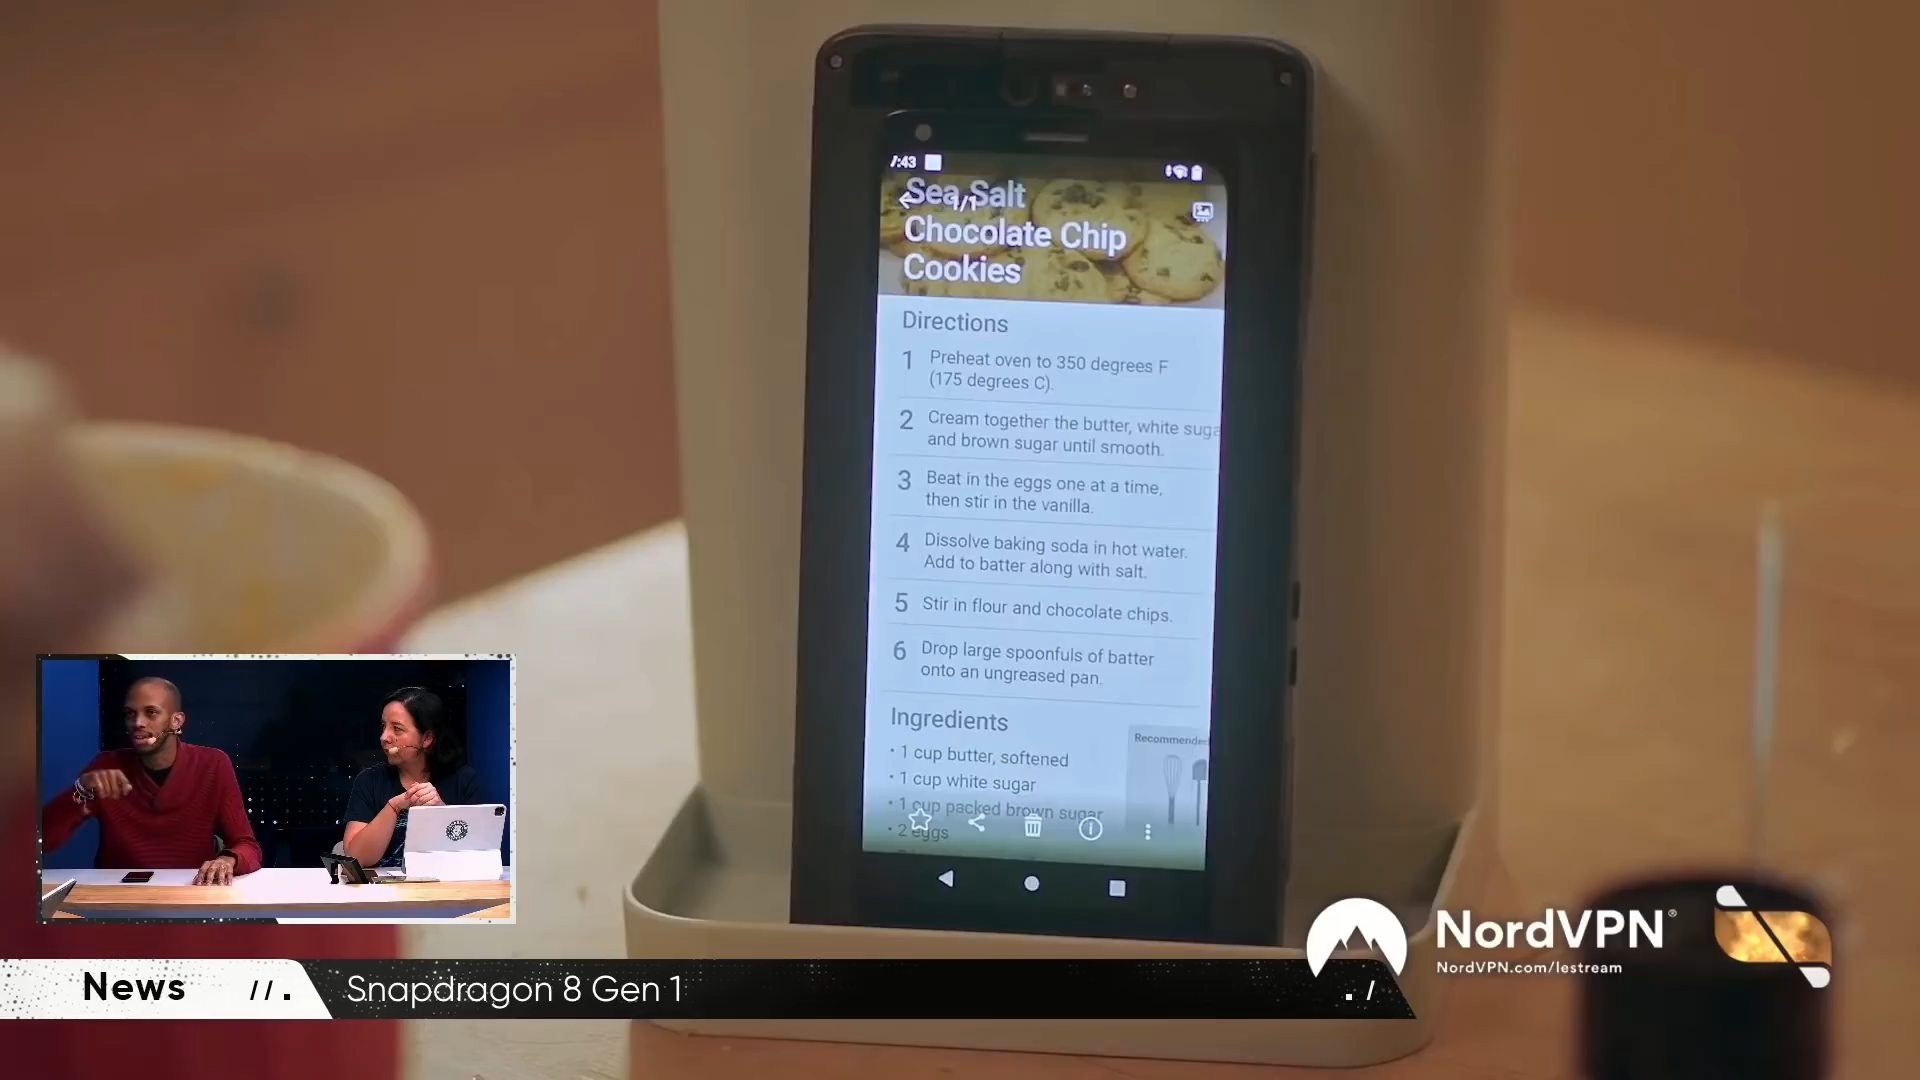 7:43
Sea Salt
1/1
Chocolate Chip
Cookies
Directions
1 Preheat oven to 350 degrees F
(175 degrees C).
2 Cream together the butter, white suga
and brown sugar until smooth.
3 Beat in the eggs one at a time,
then stir in the vanilla.
4 Dissolve baking soda in hot water.
Add to batter along with salt.
5 Stir in flour and chocolate chips.
6 Drop large spoonfuls of batter
onto an ungreased pan.
Ingredients
Recommended
• 1 cup butter, softened
• 1 cup white sugar
• 1 cup packed brown sugar
• 2 eggs
NordVPN®
NordVPN.com/lestream
News //. Snapdragon 8 Gen 1 . /